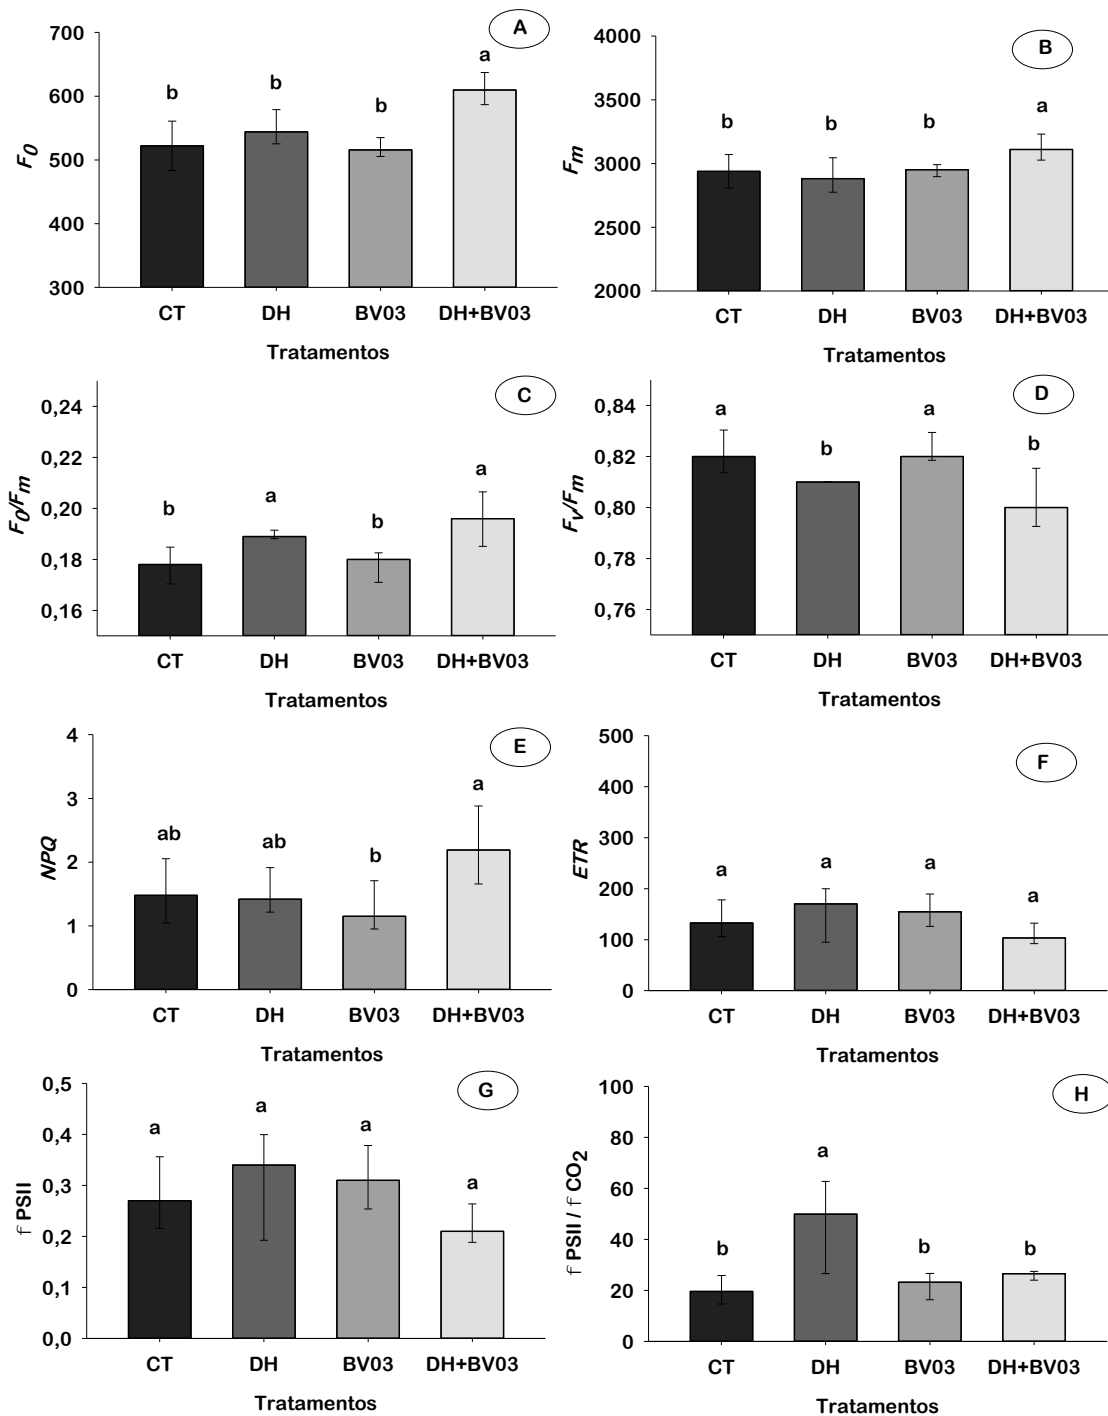 A
700
600
500
400
300
F0
b
b
b
a
CT
DH
BV03
DH+BV03
Tratamentos
B
4000
3500
3000
2500
2000
Fm
b
b
b
a
CT
DH
BV03
DH+BV03
Tratamentos
C
0,24
0,22
0,20
0,18
0,16
F0/Fm
b
a
b
a
CT
DH
BV03
DH+BV03
Tratamentos
D
0,84
0,82
0,80
0,78
0,76
Fv/Fm
a
b
a
b
CT
DH
BV03
DH+BV03
Tratamentos
E
4
3
2
1
0
NPQ
ab
ab
b
a
CT
DH
BV03
DH+BV03
Tratamentos
F
500
400
300
200
100
0
ETR
a
a
a
a
CT
DH
BV03
DH+BV03
Tratamentos
G
0,5
0,4
0,3
0,2
0,1
0,0
f PSII
a
a
a
a
CT
DH
BV03
DH+BV03
Tratamentos
H
100
80
60
40
20
0
f PSII / f CO2
b
a
b
b
CT
DH
BV03
DH+BV03
Tratamentos